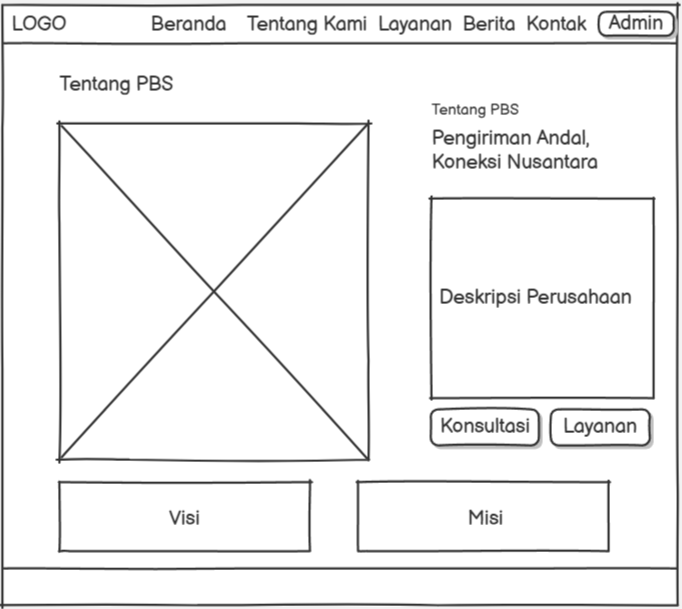 LOGO
Beranda Tentang Kami Layanan Berita Kontak Admin
Tentang PBS
Tentang PBS
Pengiriman Andal,
Koneksi Nusantara
Deskripsi Perusahaan
Konsultasi Layanan
Visi
Misi